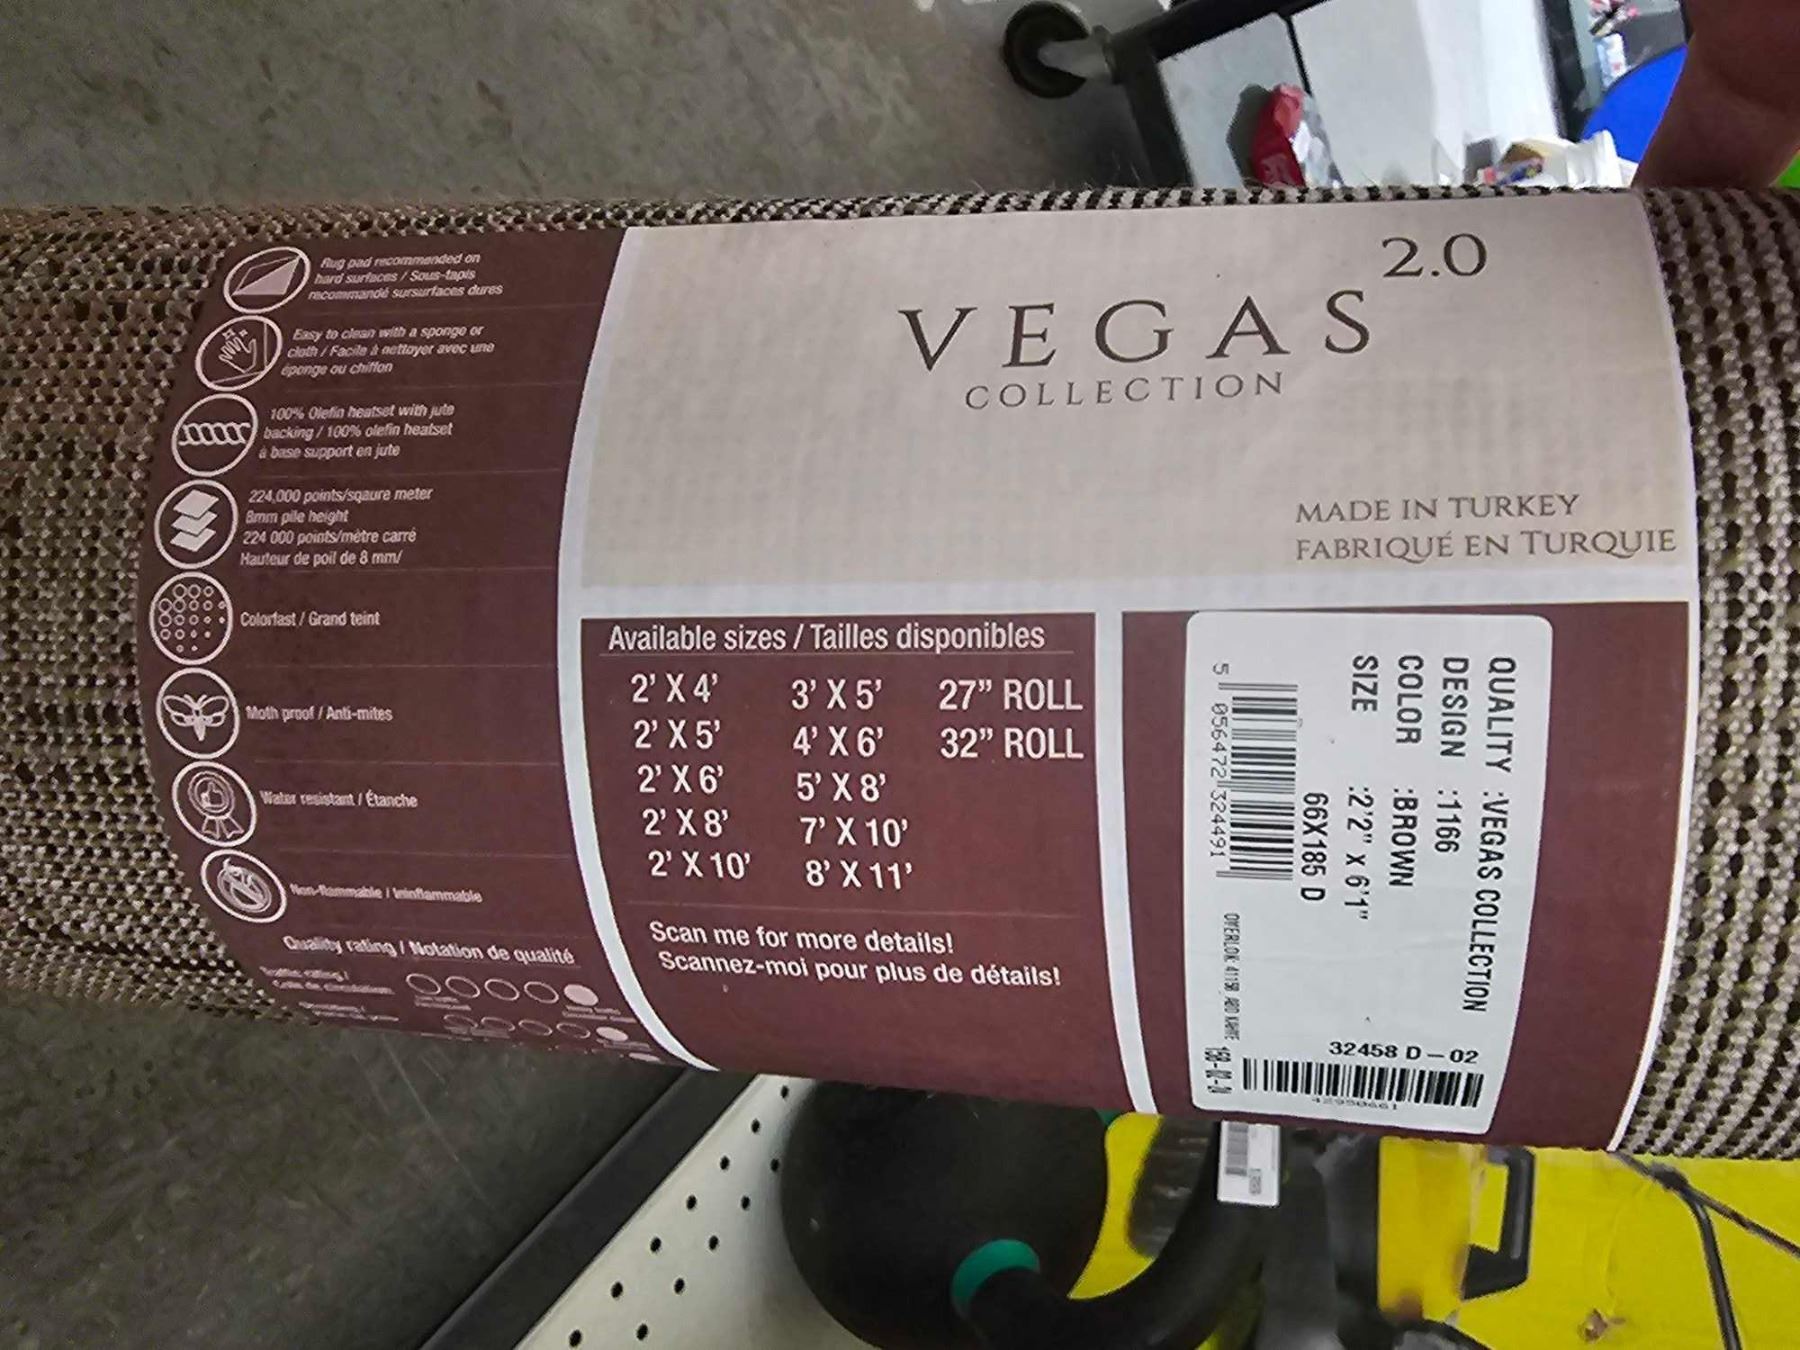 Rug pad recommended on
hard surfaces / Sous-tapis
recommandé sursurfaces dures
Easy to clean with a sponge or
cloth / Facile à nettoyer avec une
éponge ou chiffon
100% Olefin heatset with jute
backing / 100% olefin heatset
à base support en jute
224,000 points/sqaure meter
8mm pile height
224 000 points/mètre carré
Hauteur de poil de 8 mm/
Colorfast / Grand teint
Moth proof / Anti-mites
Water resistant / Étanche
Non-flammable / Ininflammable
Quality rating / Notation de qualité
Traffic rating /
VEGAS 2.0
COLLECTION
MADE IN TURKEY
FABRIQUÉ EN TURQUIE
Available sizes / Tailles disponibles
2' X 4' 3' X 5' 27" ROLL
2' X 5' 4' X 6' 32" ROLL
2' X 6' 5' X 8'
2' X 8' 7' X 10'
2' X 10' 8' X 11'
Scan me for more details!
Scannez-moi pour plus de détails!
QUALITY :VEGAS COLLECTION
DESIGN :1166
COLOR :BROWN
SIZE :2'2" x 6'1"
66X185 D
5 056472 324491
32458 D-02